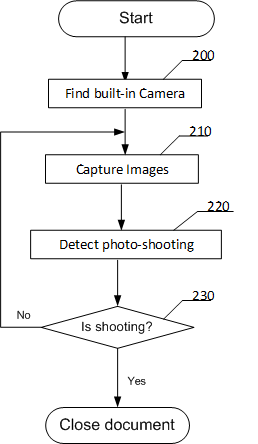 Start
200
Find built-in Camera
210
Capture Images
220
Detect photo-shooting
230
Is shooting?
No
Yes
Close document